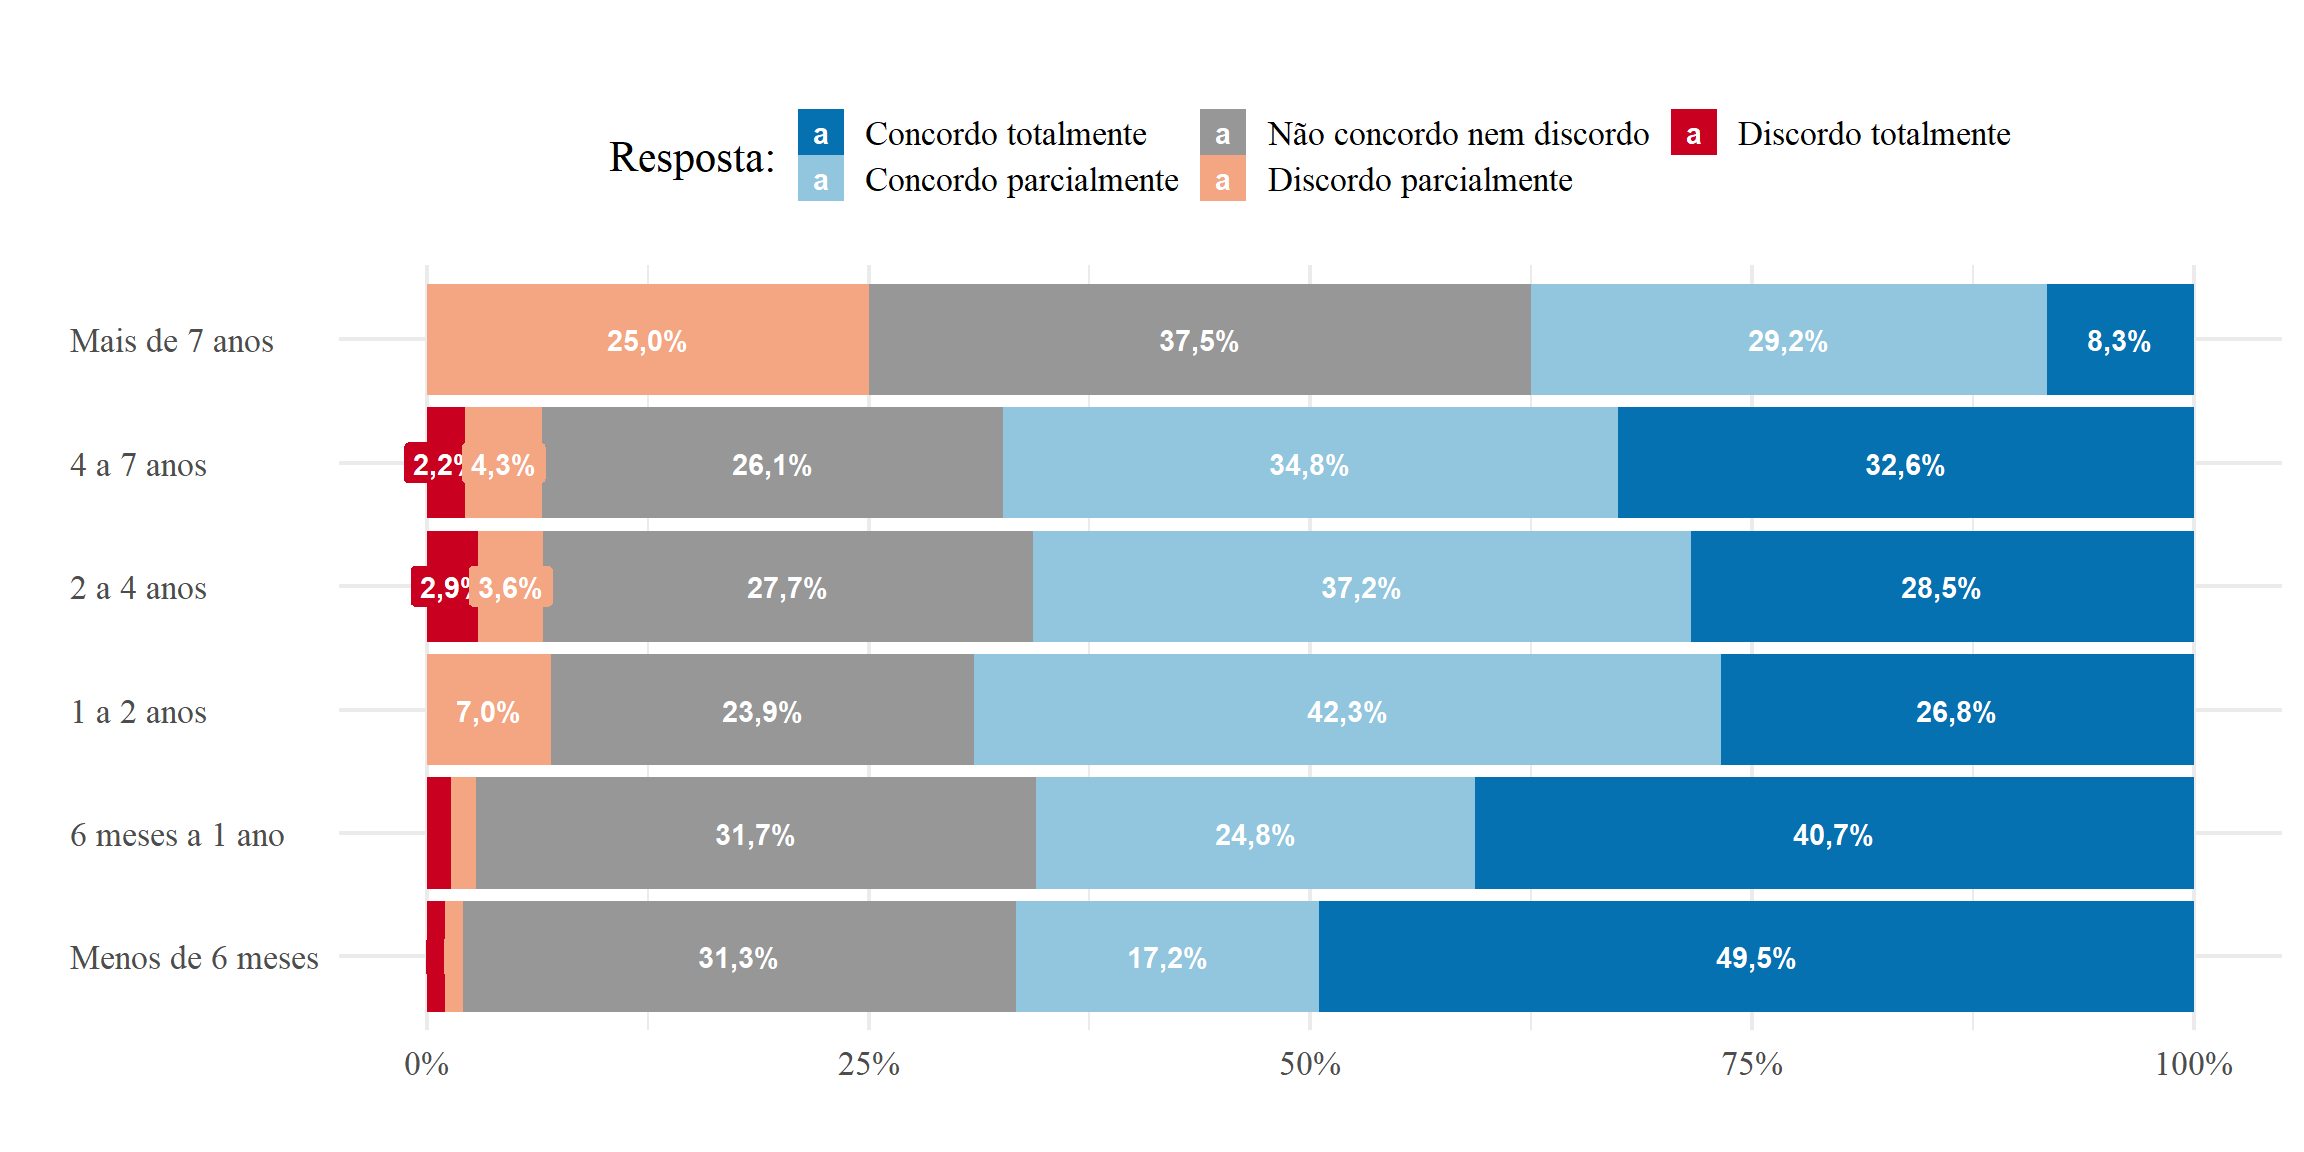 Resposta:
a Concordo totalmente a Não concordo nem discordo a Discordo totalmente
a Concordo parcialmente a Discordo parcialmente
Mais de 7 anos 25,0% 37,5% 29,2% 8,3%
4 a 7 anos 2,2% 4,3% 26,1% 34,8% 32,6%
2 a 4 anos 2,9% 3,6% 27,7% 37,2% 28,5%
1 a 2 anos 7,0% 23,9% 42,3% 26,8%
6 meses a 1 ano 31,7% 24,8% 40,7%
Menos de 6 meses 31,3% 17,2% 49,5%
0% 25% 50% 75% 100%